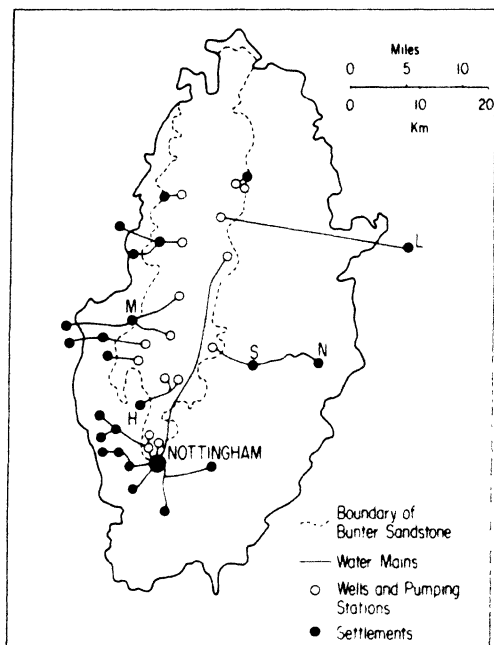 Miles
0 5 10
0 10 20
Km
L
M
S
N
H
NOTTINGHAM
Boundary of
Bunter Sandstone
Water Mains
Wells and Pumping
Stations
Settlements